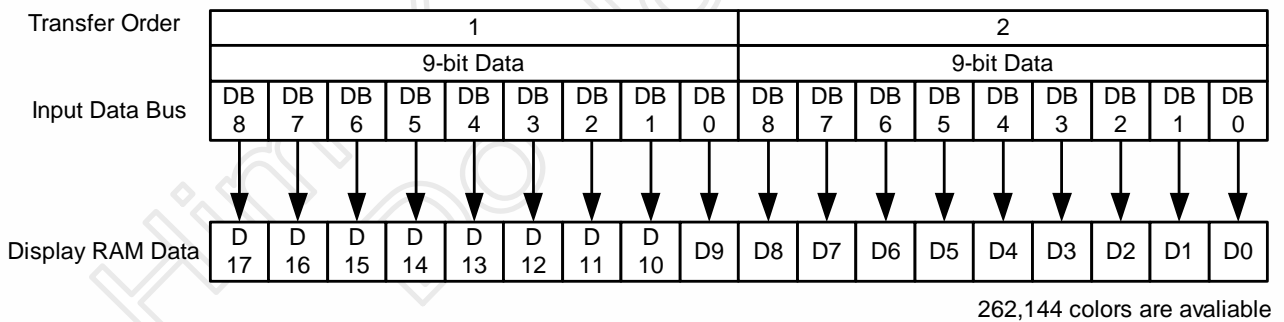 Transfer Order 1 2
9-bit Data 9-bit Data
Input Data Bus DB 8 DB 7 DB 6 DB 5 DB 4 DB 3 DB 2 DB 1 DB 0 DB 8 DB 7 DB 6 DB 5 DB 4 DB 3 DB 2 DB 1 DB 0
Display RAM Data D 17 D 16 D 15 D 14 D 13 D 12 D 11 D 10 D9 D8 D7 D6 D5 D4 D3 D2 D1 D0
262,144 colors are avaliable